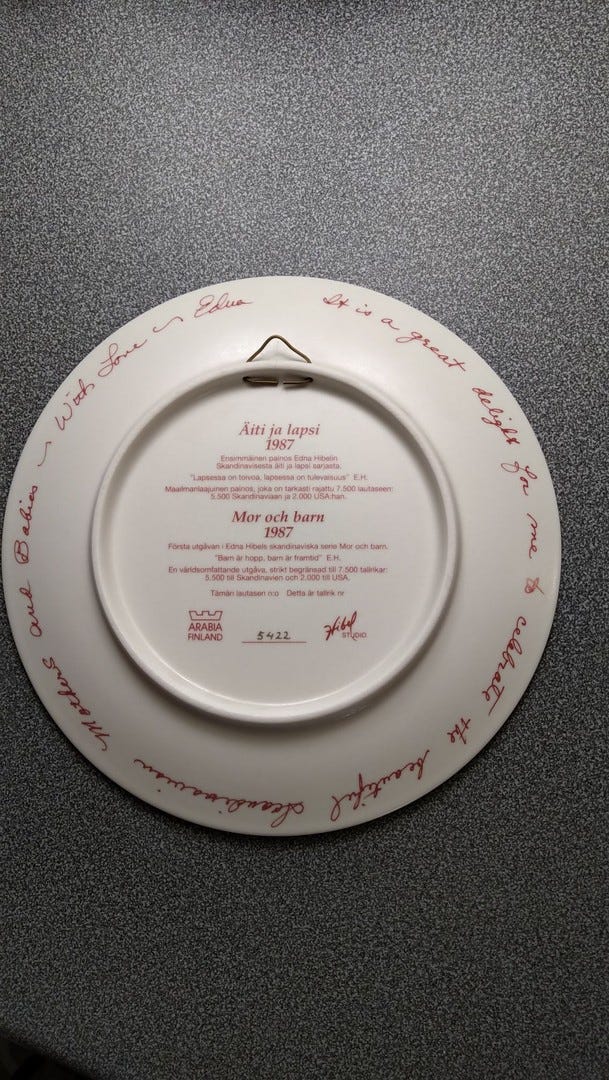 It is a great delight for me to celebrate the beautiful Scandinavian Mothers and Babies ~ With Love ~ Edna
Äiti ja lapsi
1987
Ensimmäinen painos Edna Hibelin
Skandinavisesta äiti ja lapsi sarjasta.
"Lapsessa on toivoa, lapsessa on tulevaisuus" E.H.
Maailmanlaajuinen painos, joka on tarkasti rajattu 7.500 lautaseen:
5.500 Skandinaviaan ja 2.000 USA:han.
Mor och barn
1987
Första utgåvan i Edna Hibels skandinaviska serie Mor och barn.
"Barn är hopp, barn är framtid" E.H.
En världsomfattande utgåva, strikt begränsad till 7.500 tallrikar:
5.500 till Skandinavien och 2.000 till USA.
Tämän lautasen n:o Detta är tallrik nr
ARABIA
FINLAND
5422
Hibel
STUDIO